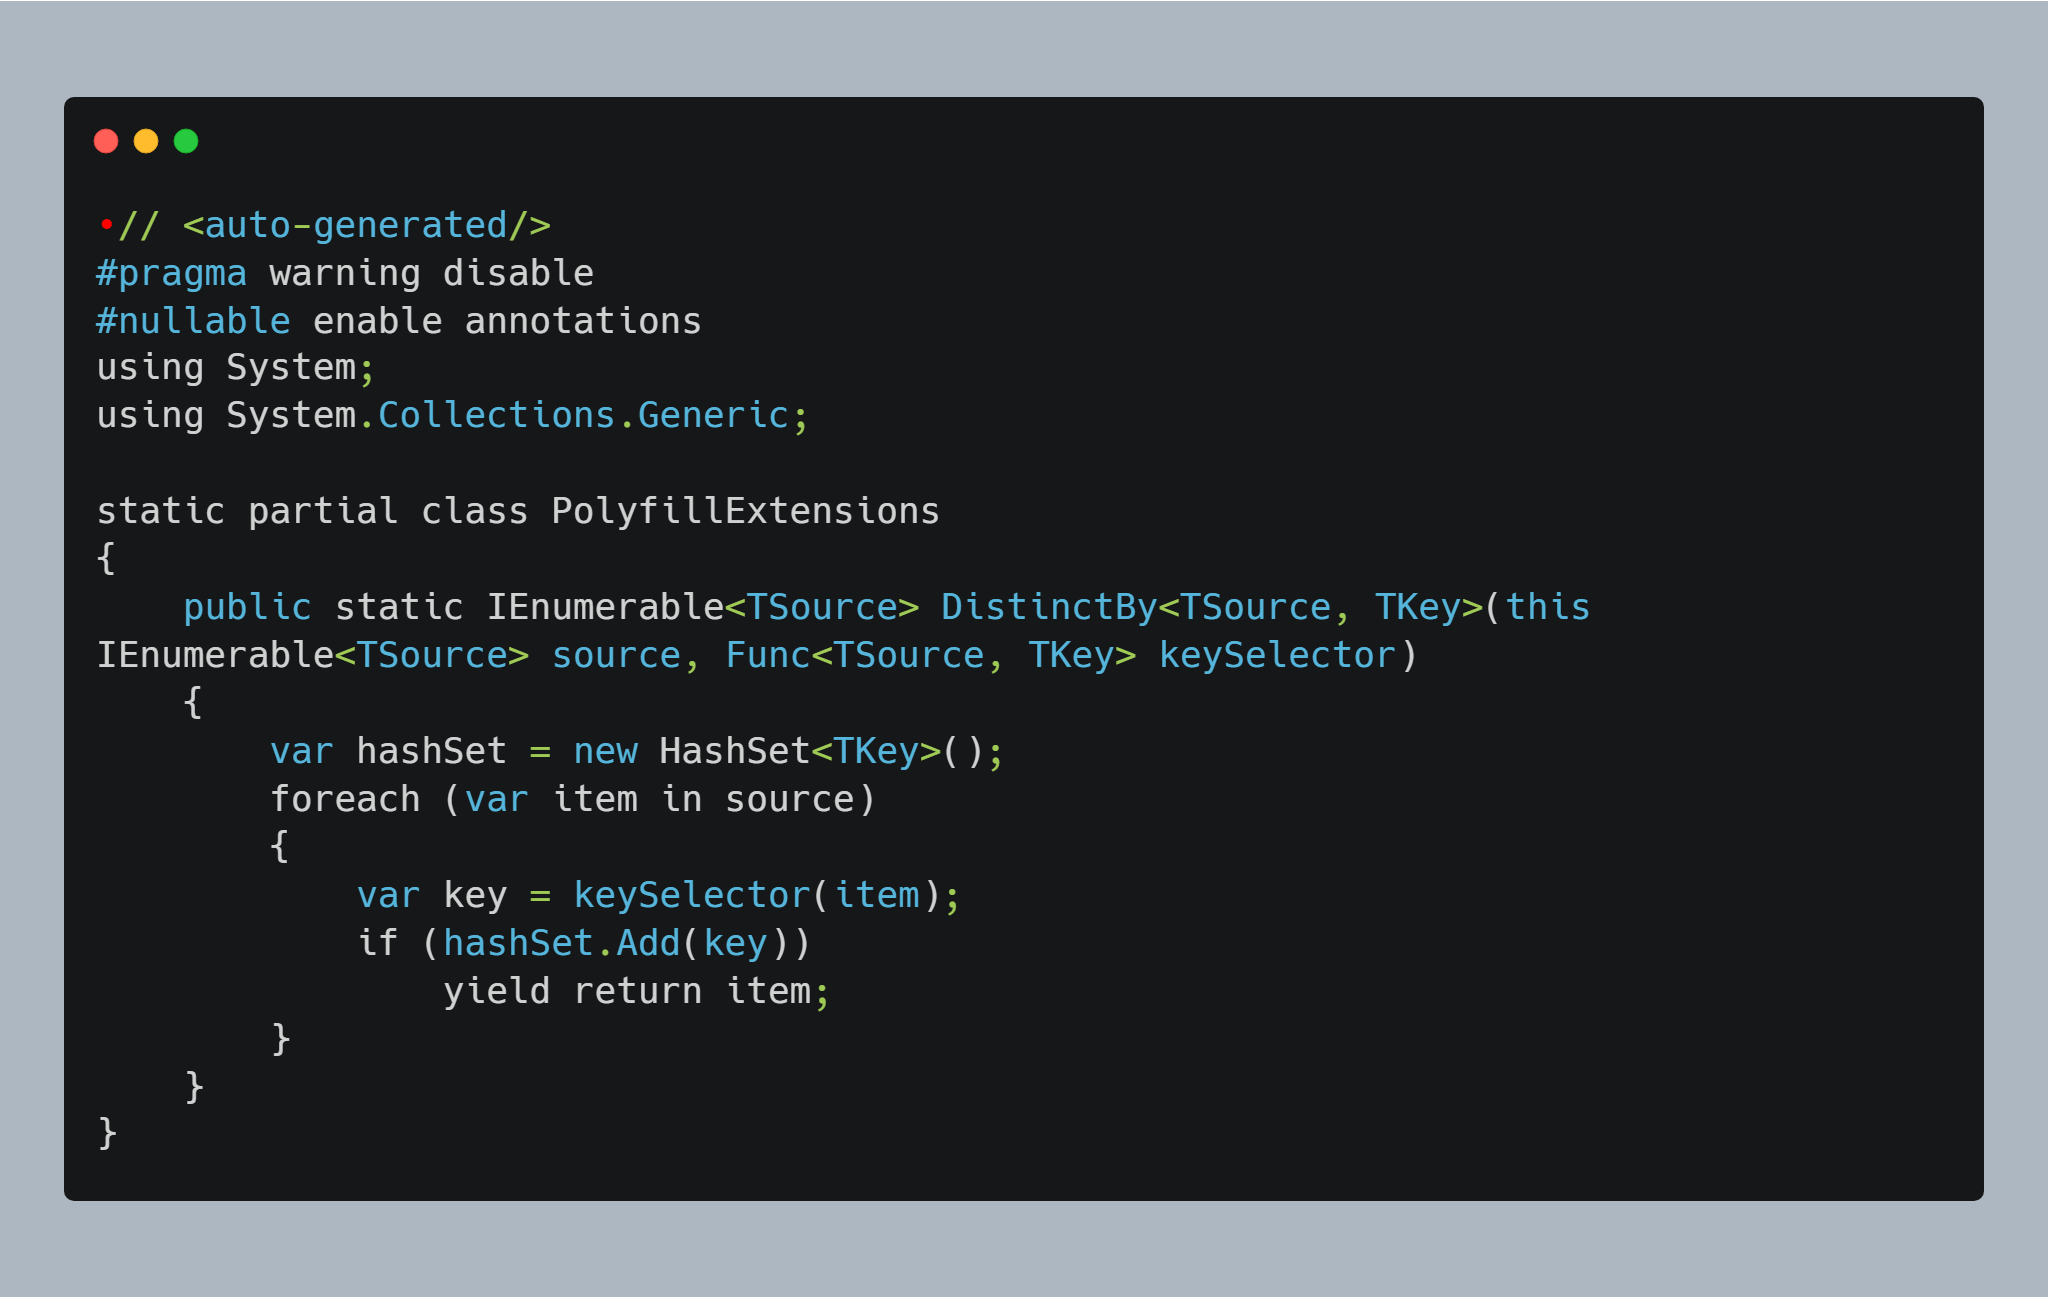 •// <auto-generated/>
#pragma warning disable
#nullable enable annotations
using System;
using System.Collections.Generic;

static partial class PolyfillExtensions
{
    public static IEnumerable<TSource> DistinctBy<TSource, TKey>(this
IEnumerable<TSource> source, Func<TSource, TKey> keySelector)
    {
        var hashSet = new HashSet<TKey>();
        foreach (var item in source)
        {
            var key = keySelector(item);
            if (hashSet.Add(key))
                yield return item;
        }
    }
}